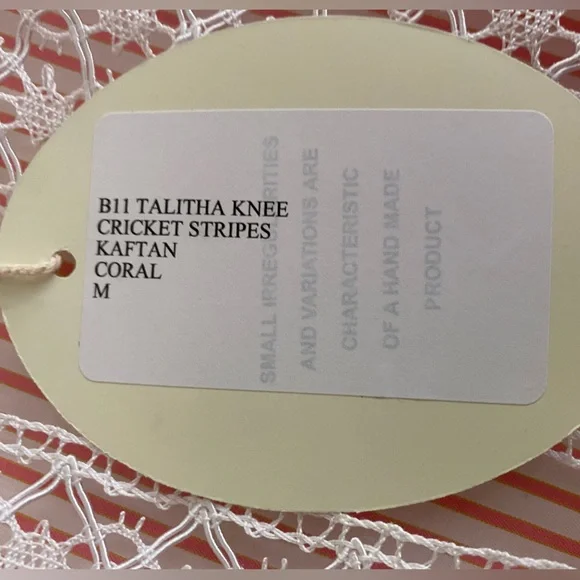 B11 TALITHA KNEE
CRICKET STRIPES
KAFTAN
CORAL
M
SMALL IRREGULARITIES
AND VARIATIONS ARE
CHARACTERISTIC
OF A HAND MADE
PRODUCT